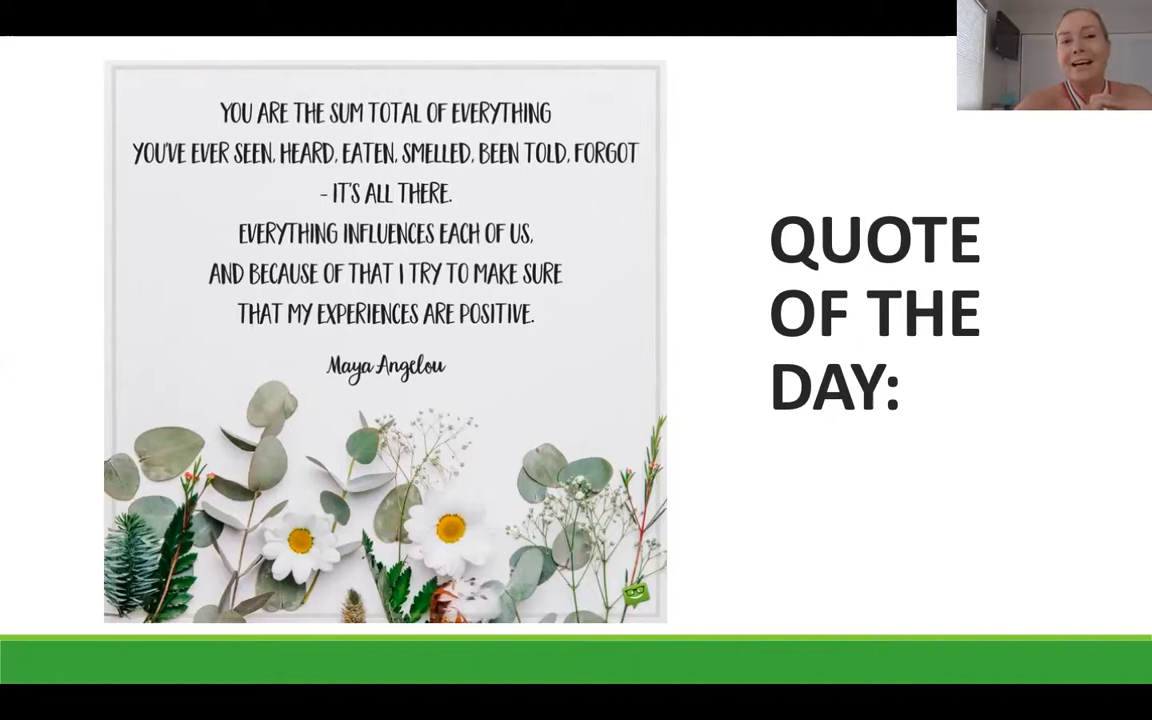 YOU ARE THE SUM TOTAL OF EVERYTHING
YOU'VE EVER SEEN, HEARD, EATEN, SMELLED, BEEN TOLD, FORGOT
- IT'S ALL THERE.
EVERYTHING INFLUENCES EACH OF US,
AND BECAUSE OF THAT I TRY TO MAKE SURE
THAT MY EXPERIENCES ARE POSITIVE.
Maya Angelou
QUOTE
OF THE
DAY: